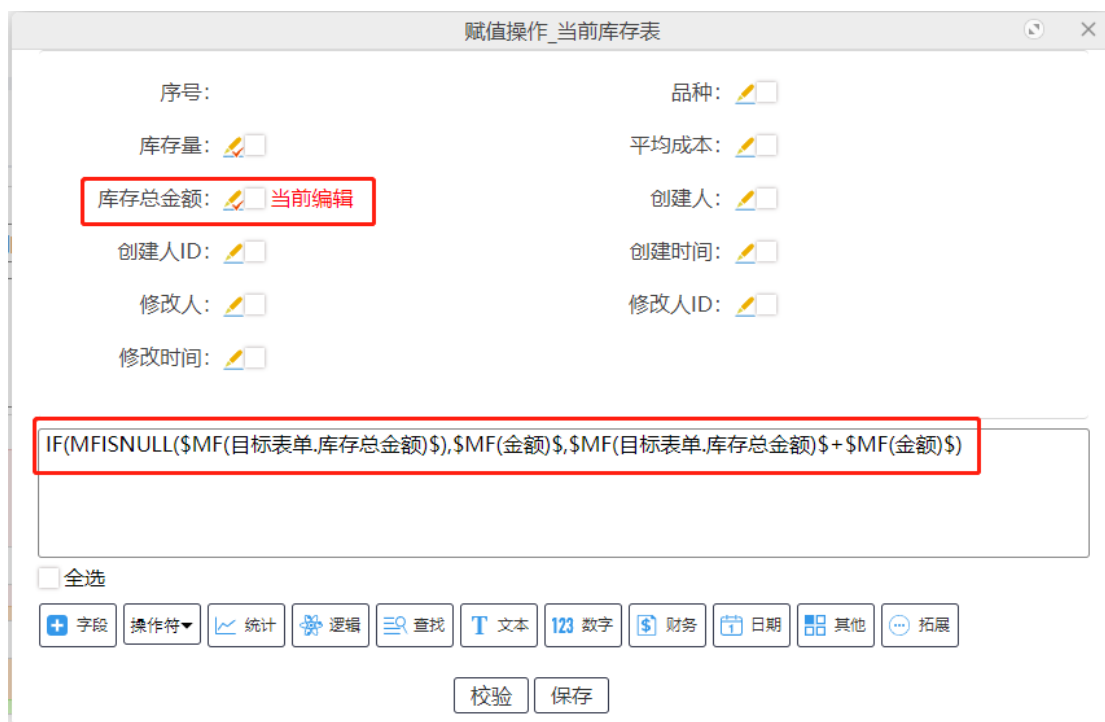 赋值操作_当前库存表
序号： 品种：
库存量： 平均成本：
库存总金额： 当前编辑 创建人：
创建人ID： 创建时间：
修改人： 修改人ID：
修改时间：
IF(MFISNULL($MF(目标表单.库存总金额)$),$MF(金额)$,$MF(目标表单.库存总金额)$+$MF(金额)$)
全选
字段 操作符 统计 逻辑 查找 T 文本 123 数字 $ 财务 1 日期 其他 拓展
校验 保存